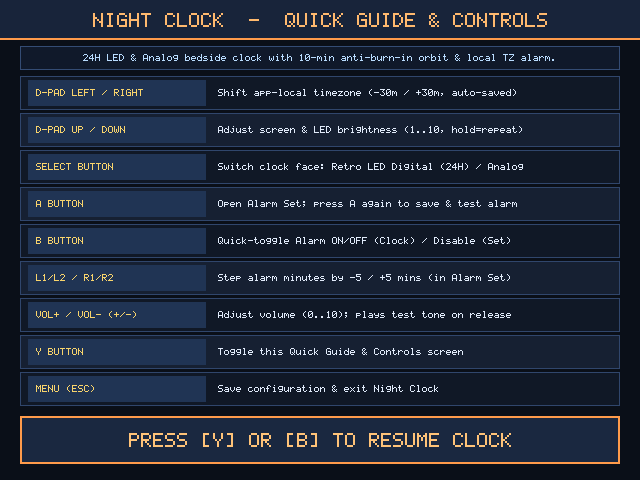 NIGHT CLOCK - QUICK GUIDE & CONTROLS
24H LED & Analog bedside clock with 10-min anti-burn-in orbit & local TZ alarm.
D-PAD LEFT / RIGHT Shift app-local timezone (-30m / +30m, auto-saved)
D-PAD UP / DOWN Adjust screen & LED brightness (1..10, hold=repeat)
SELECT BUTTON Switch clock face: Retro LED Digital (24H) / Analog
A BUTTON Open Alarm Set; press A again to save & test alarm
B BUTTON Quick-toggle Alarm ON/OFF (Clock) / Disable (Set)
L1/L2 / R1/R2 Step alarm minutes by -5 / +5 mins (in Alarm Set)
VOL+ / VOL- (+/-) Adjust volume (0..10); plays test tone on release
Y BUTTON Toggle this Quick Guide & Controls screen
MENU (ESC) Save configuration & exit Night Clock
PRESS [Y] OR [B] TO RESUME CLOCK